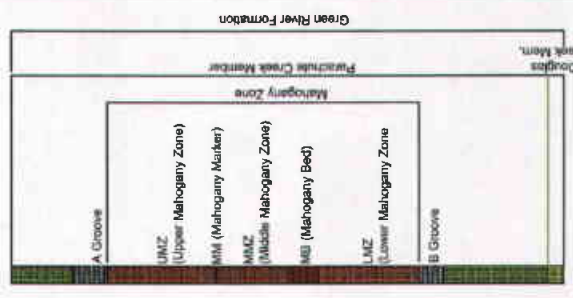 Green River Formation
Parachute Creek Member
Douglas
Mem.
Mahogany Zone
A Groove
UMZ
(Upper Mahogany Zone)
MM (Mahogany Marker)
MMZ
(Middle Mahogany Zone)
MB (Mahogany Bed)
LMZ
(Lower Mahogany Zone
B Groove